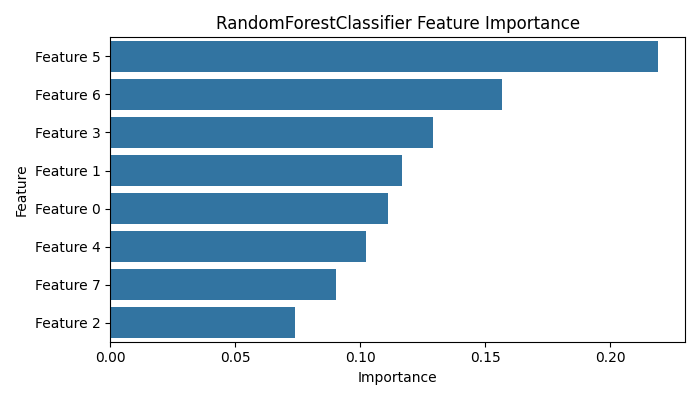 RandomForestClassifier Feature Importance
Feature 5
Feature 6
Feature 3
Feature 1
Feature 0
Feature 4
Feature 7
Feature 2
Feature
0.00 0.05 0.10 0.15 0.20
Importance